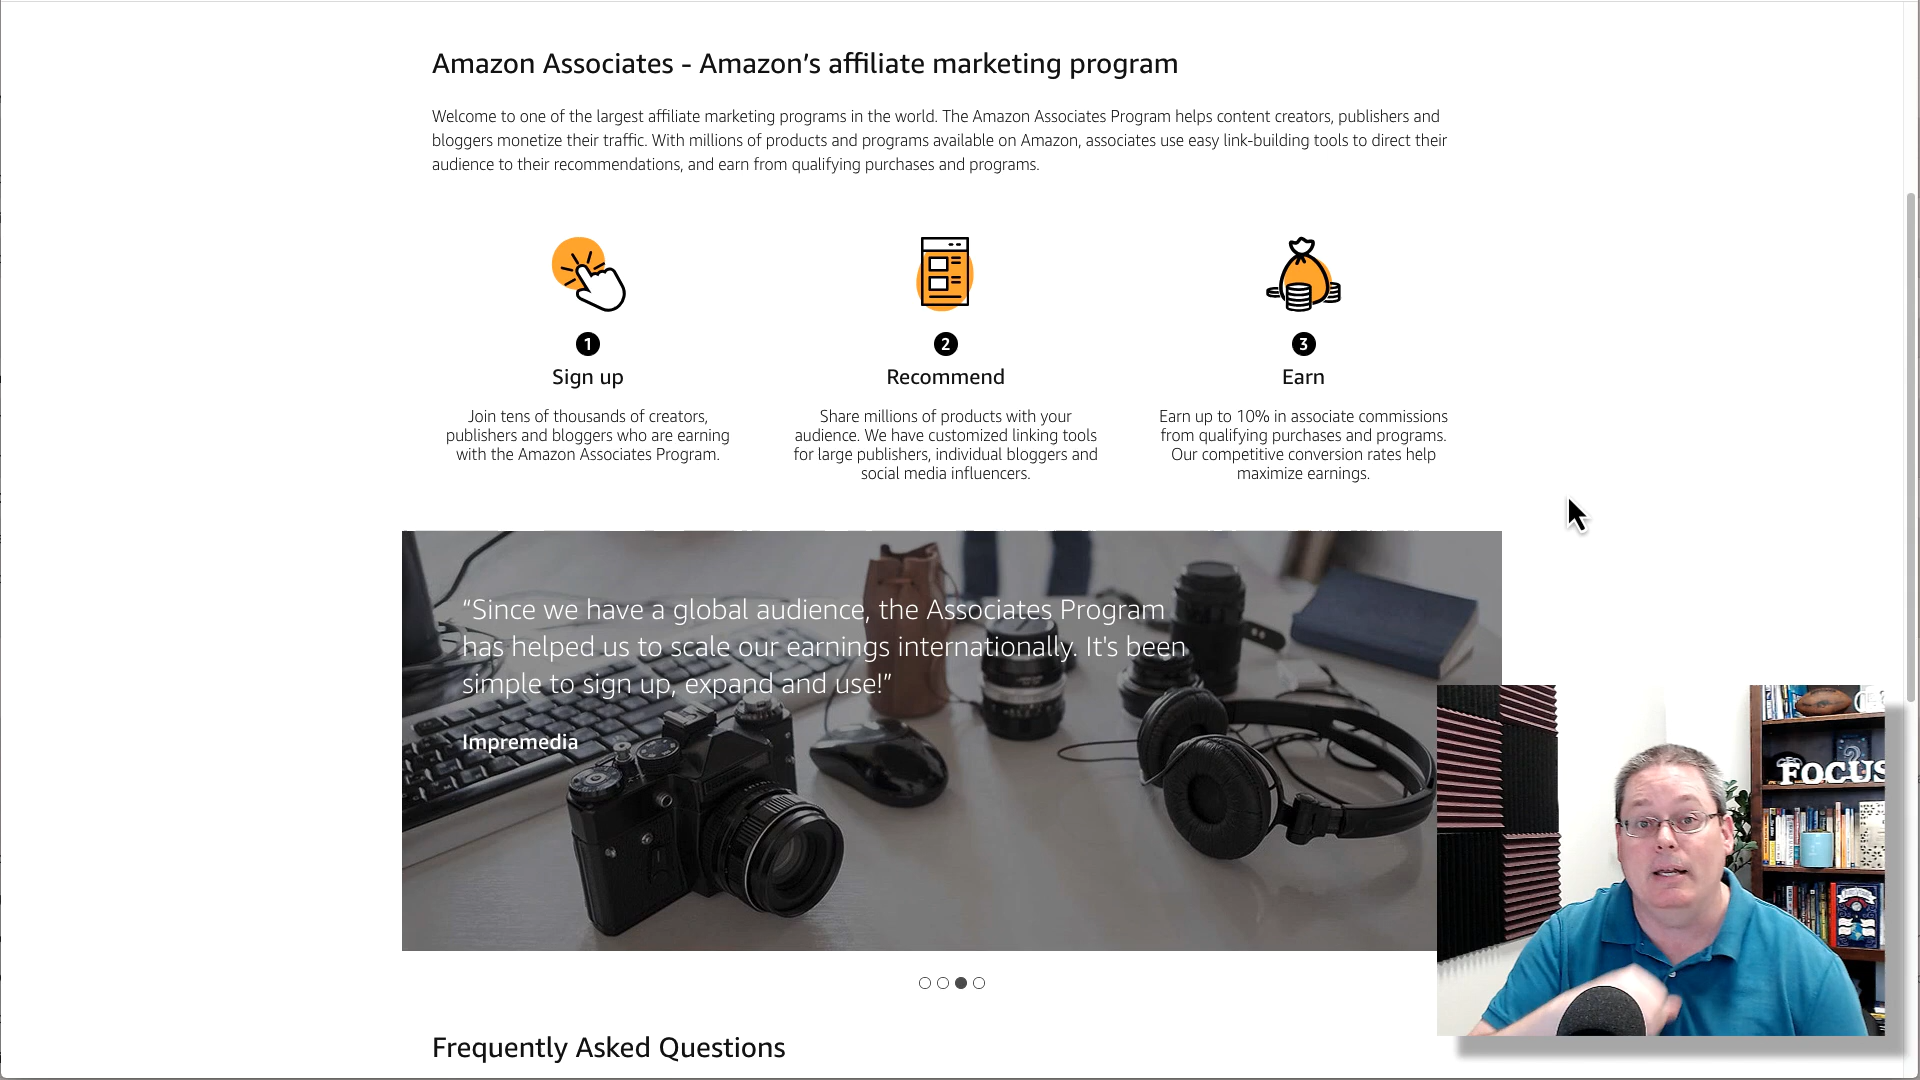 Amazon Associates - Amazon’s affiliate marketing program
Welcome to one of the largest affiliate marketing programs in the world. The Amazon Associates Program helps content creators, publishers and
bloggers monetize their traffic. With millions of products and programs available on Amazon, associates use easy link-building tools to direct their
audience to their recommendations, and earn from qualifying purchases and programs.
1
Sign up
Join tens of thousands of creators,
publishers and bloggers who are earning
with the Amazon Associates Program.
2
Recommend
Share millions of products with your
audience. We have customized linking tools
for large publishers, individual bloggers and
social media influencers.
3
Earn
Earn up to 10% in associate commissions
from qualifying purchases and programs.
Our competitive conversion rates help
maximize earnings.
“Since we have a global audience, the Associates Program
has helped us to scale our earnings internationally. It's been
simple to sign up, expand and use!”
Impremedia
FOCUS
Frequently Asked Questions